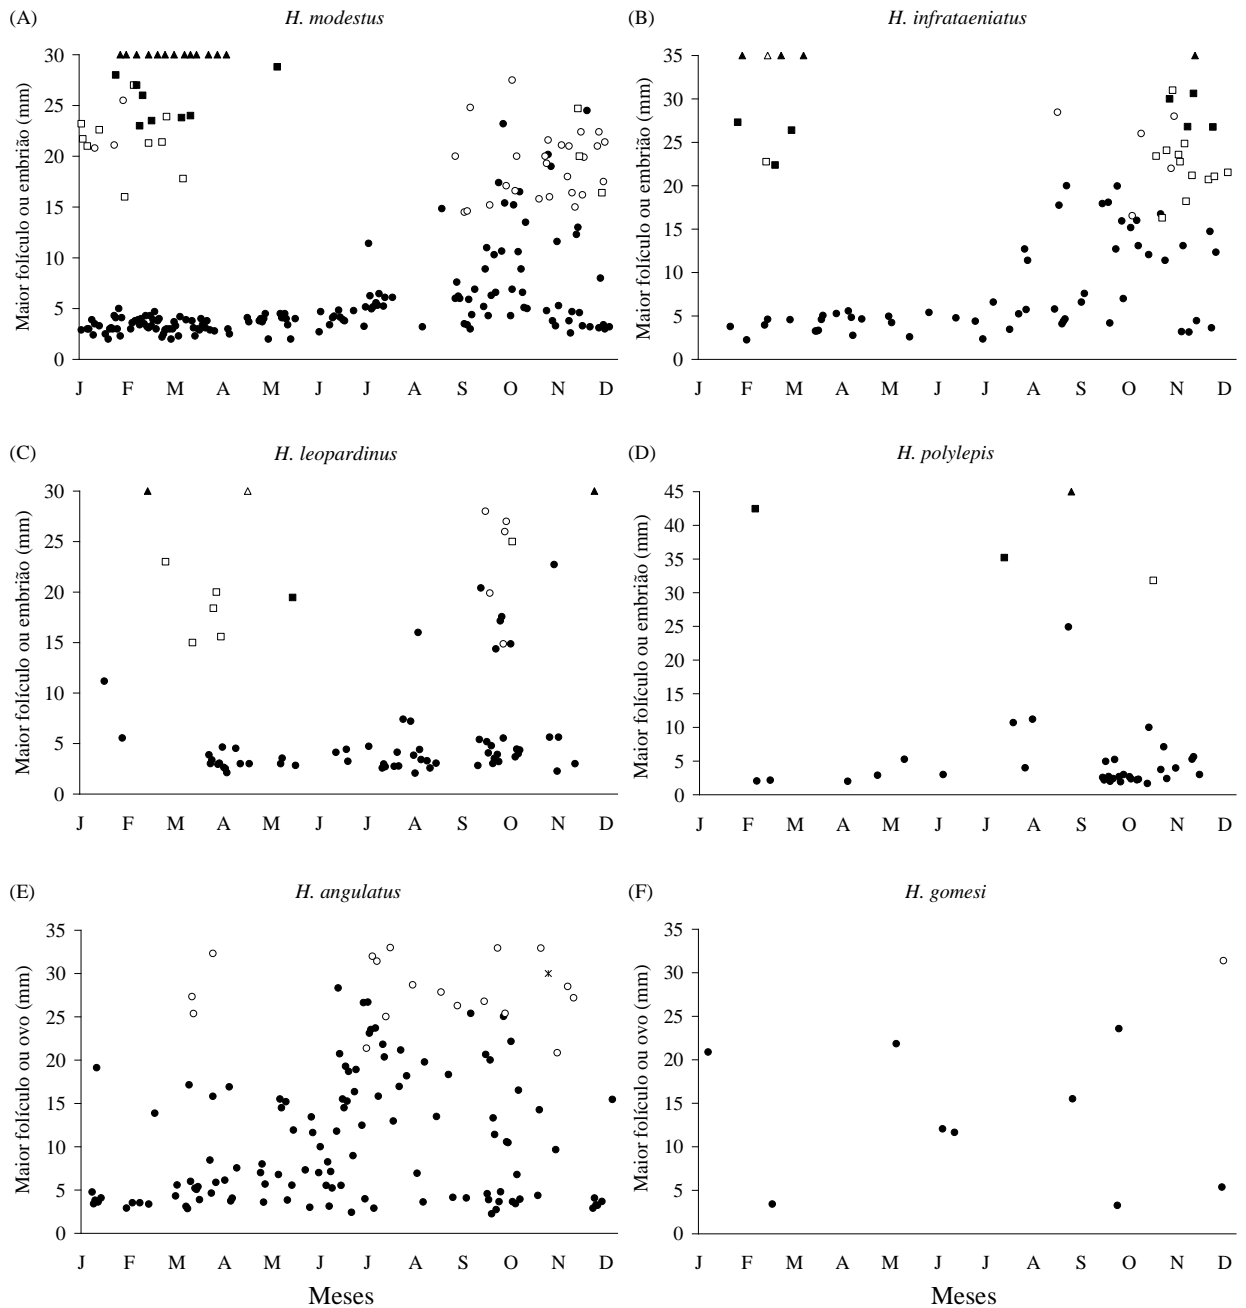 (A) H. modestus
Maior folículo ou embrião (mm)
30
25
20
15
10
5
0
J F M A M J J A S O N D
(B) H. infrataeniatus
Maior folículo ou embrião (mm)
35
30
25
20
15
10
5
0
J F M A M J J A S O N D
(C) H. leopardinus
Maior folículo ou embrião (mm)
30
25
20
15
10
5
0
J F M A M J J A S O N D
(D) H. polylepis
Maior folículo ou embrião (mm)
45
40
35
30
25
20
15
10
5
0
J F M A M J J A S O N D
(E) H. angulatus
Maior folículo ou ovo (mm)
35
30
25
20
15
10
5
0
J F M A M J J A S O N D
Meses
(F) H. gomesi
Maior folículo ou ovo (mm)
35
30
25
20
15
10
5
0
J F M A M J J A S O N D
Meses